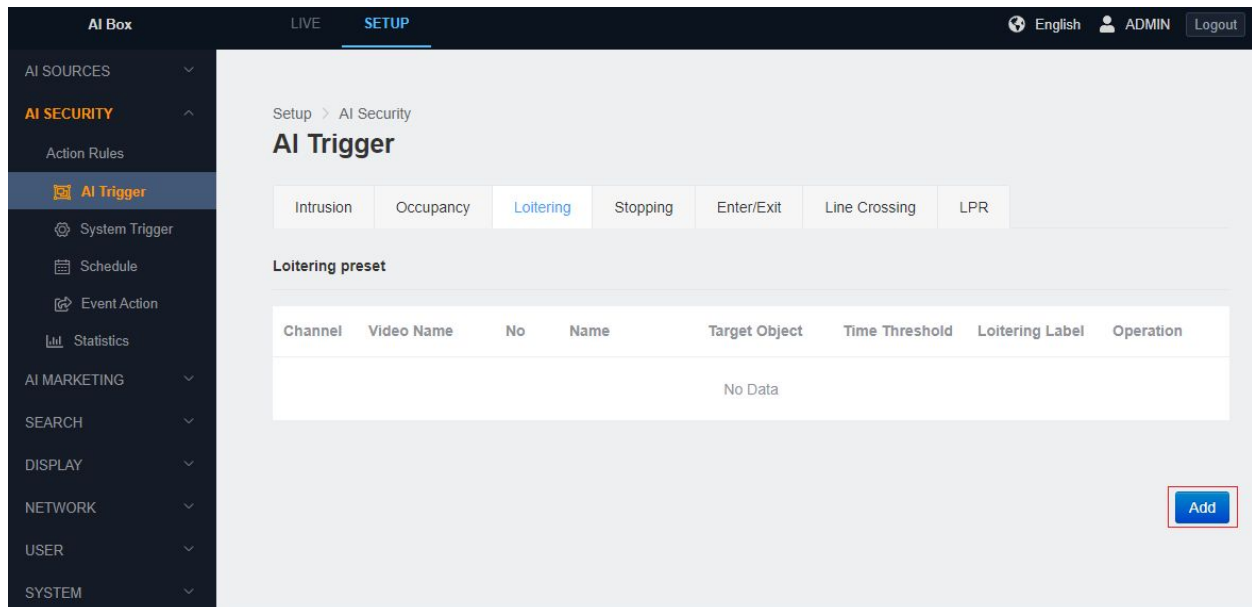 AI Box LIVE SETUP English ADMIN Logout
AI SOURCES
AI SECURITY
Action Rules
AI Trigger
System Trigger
Schedule
Event Action
Statistics
AI MARKETING
SEARCH
DISPLAY
NETWORK
USER
SYSTEM
Setup > AI Security
AI Trigger
Intrusion Occupancy Loitering Stopping Enter/Exit Line Crossing LPR
Loitering preset
Channel Video Name No Name Target Object Time Threshold Loitering Label Operation
No Data
Add